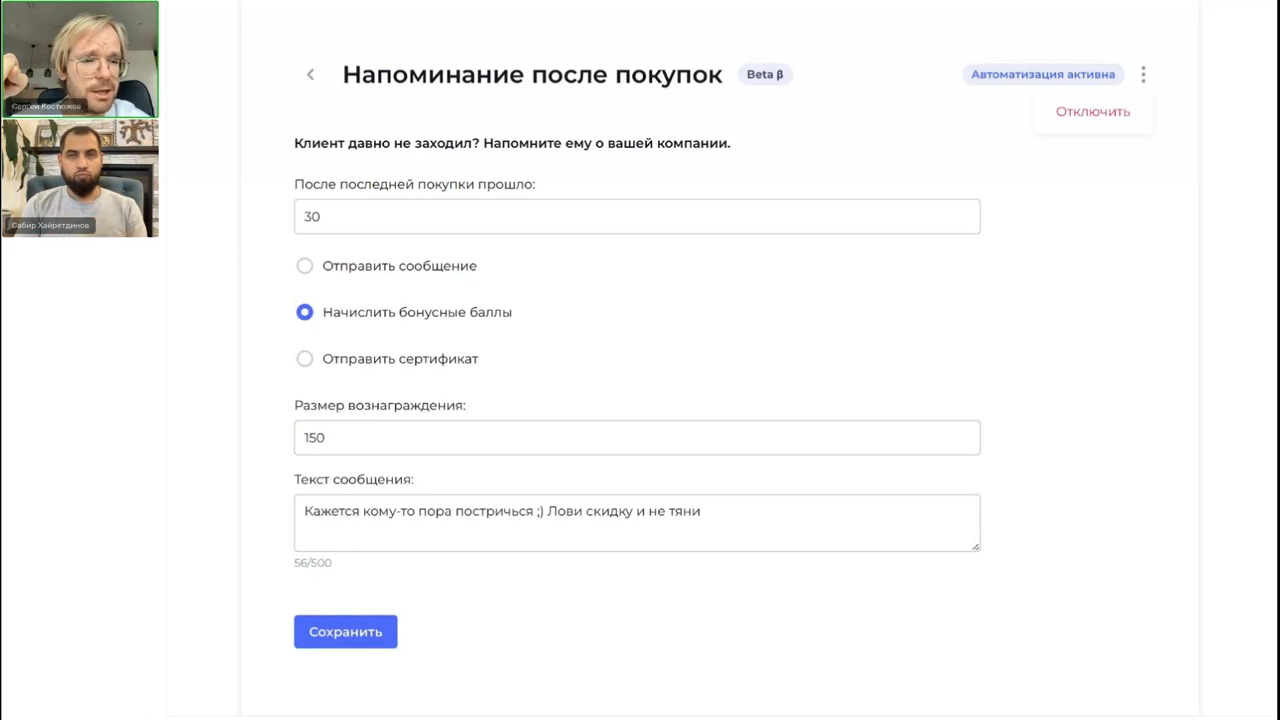 Сергей Костюжов
Сабир Хайретдинов
Напоминание после покупок
Beta β
Автоматизация активна
Отключить
Клиент давно не заходил? Напомните ему о вашей компании.
После последней покупки прошло:
30
Отправить сообщение
Начислить бонусные баллы
Отправить сертификат
Размер вознаграждения:
150
Текст сообщения:
Кажется кому-то пора постричься ;) Лови скидку и не тяни
56/500
Сохранить